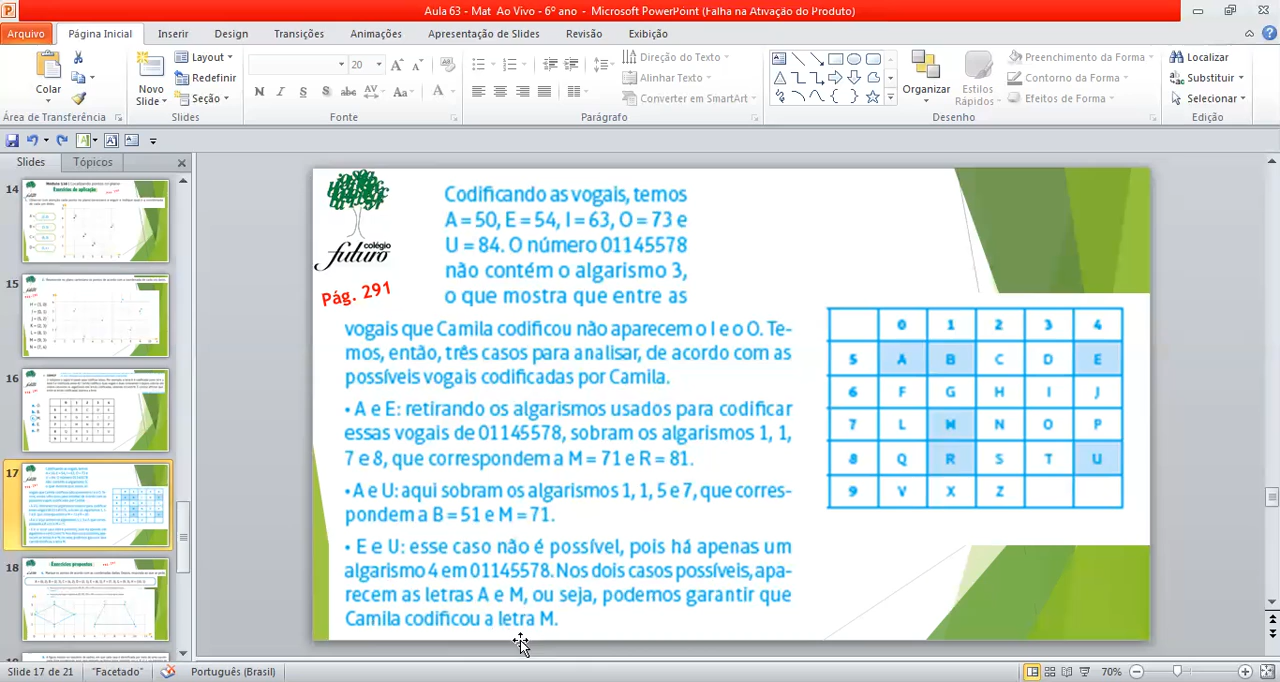 Aula 63 - Mat Ao Vivo - 6º ano - Microsoft PowerPoint (Falha na Ativação do Produto)
Arquivo Página Inicial Inserir Design Transições Animações Apresentação de Slides Revisão Exibição
Colar
Novo Slide
Layout
Redefinir
Seção
20
N I S S abc AV Aa A
Direção do Texto
Alinhar Texto
Converter em SmartArt
Organizar
Estilos Rápidos
Preenchimento da Forma
Contorno da Forma
Efeitos de Forma
Localizar
Substituir
Selecionar
Área de Transferência Slides Fonte Parágrafo Desenho Edição
Slides Tópicos
14
15
16
17
18
colégio
futuro
Pág. 291
Codificando as vogais, temos
A = 50, E = 54, I = 63, O = 73 e
U = 84. O número 01145578
não contém o algarismo 3,
o que mostra que entre as
vogais que Camila codificou não aparecem o I e o O. Te-
mos, então, três casos para analisar, de acordo com as
possíveis vogais codificadas por Camila.
• A e E: retirando os algarismos usados para codificar
essas vogais de 01145578, sobram os algarismos 1, 1,
7 e 8, que correspondem a M = 71 e R = 81.
• A e U: aqui sobram os algarismos 1, 1, 5 e 7, que corres-
pondem a B = 51 e M = 71.
• E e U: esse caso não é possível, pois há apenas um
algarismo 4 em 01145578. Nos dois casos possíveis, apa-
recem as letras A e M, ou seja, podemos garantir que
Camila codificou a letra M.
0 1 2 3 4
5 A B C D E
6 F G H I J
7 L M N O P
8 Q R S T U
9 V X Z
Slide 17 de 21 "Facetado" Português (Brasil) 70%